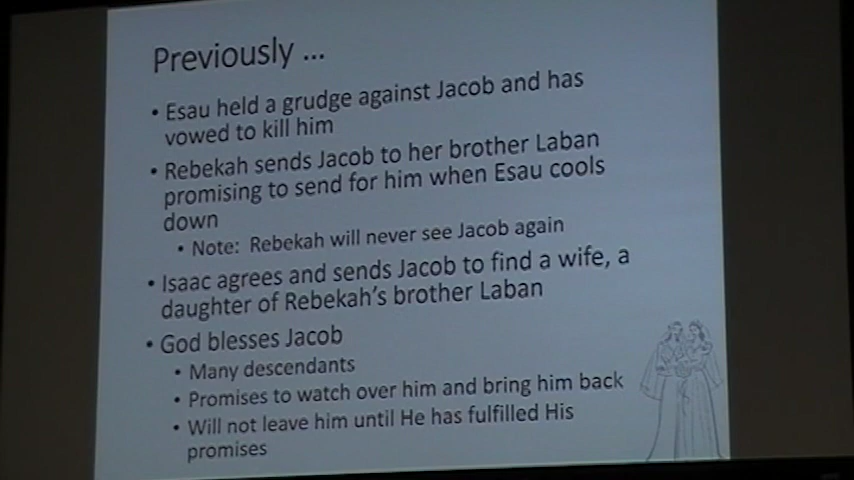 Previously ...
• Esau held a grudge against Jacob and has
vowed to kill him
• Rebekah sends Jacob to her brother Laban
promising to send for him when Esau cools
down
• Note: Rebekah will never see Jacob again
• Isaac agrees and sends Jacob to find a wife, a
daughter of Rebekah's brother Laban
• God blesses Jacob
• Many descendants
• Promises to watch over him and bring him back
• Will not leave him until He has fulfilled His
promises